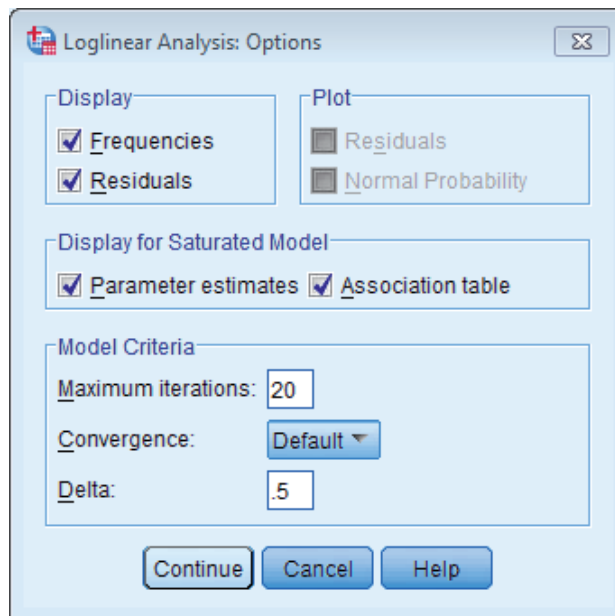 Loglinear Analysis: Options
Display
Frequencies
Residuals
Plot
Residuals
Normal Probability
Display for Saturated Model
Parameter estimates Association table
Model Criteria
Maximum iterations: 20
Convergence: Default
Delta: .5
Continue Cancel Help